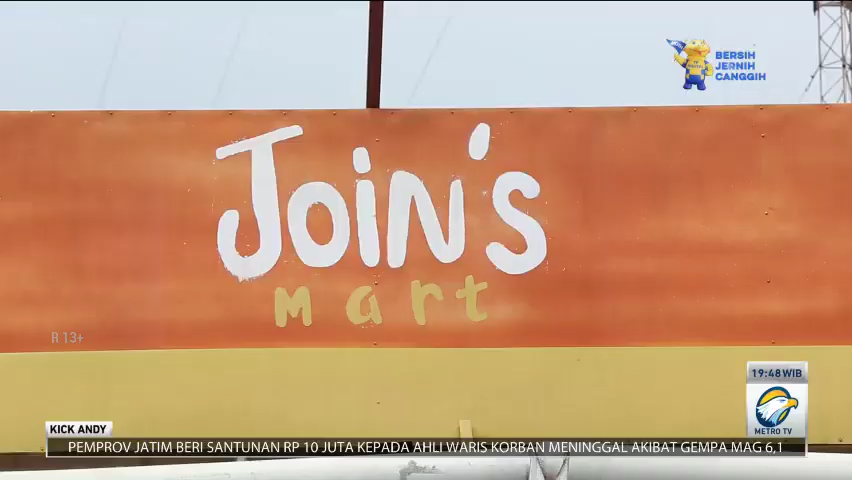 BERSIH
JERNIH
CANGGIH
JOIN'S
mart
R 13+
19:48 WIB
METRO TV
KICK ANDY
PEMPROV JATIM BERI SANTUNAN RP 10 JUTA KEPADA AHLI WARIS KORBAN MENINGGAL AKIBAT GEMPA MAG 6,1